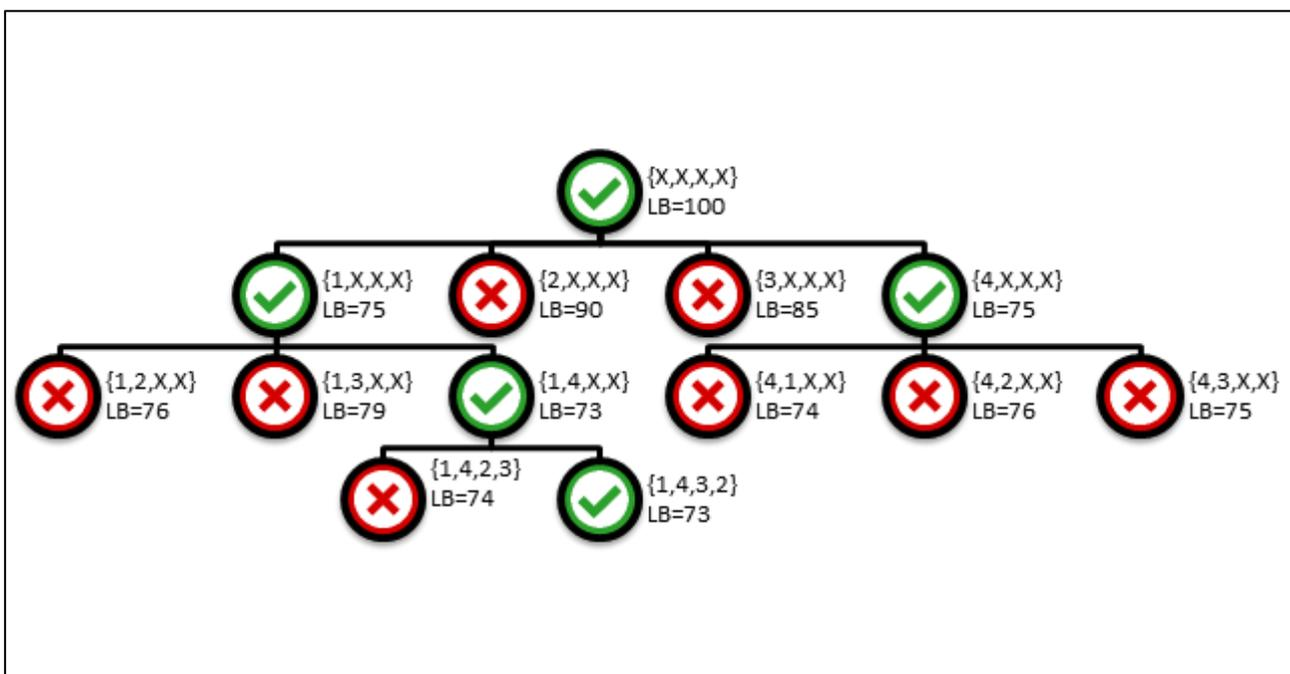 {X,X,X,X}
LB=100
{1,X,X,X}
LB=75
{2,X,X,X}
LB=90
{3,X,X,X}
LB=85
{4,X,X,X}
LB=75
{1,2,X,X}
LB=76
{1,3,X,X}
LB=79
{1,4,X,X}
LB=73
{4,1,X,X}
LB=74
{4,2,X,X}
LB=76
{4,3,X,X}
LB=75
{1,4,2,3}
LB=74
{1,4,3,2}
LB=73